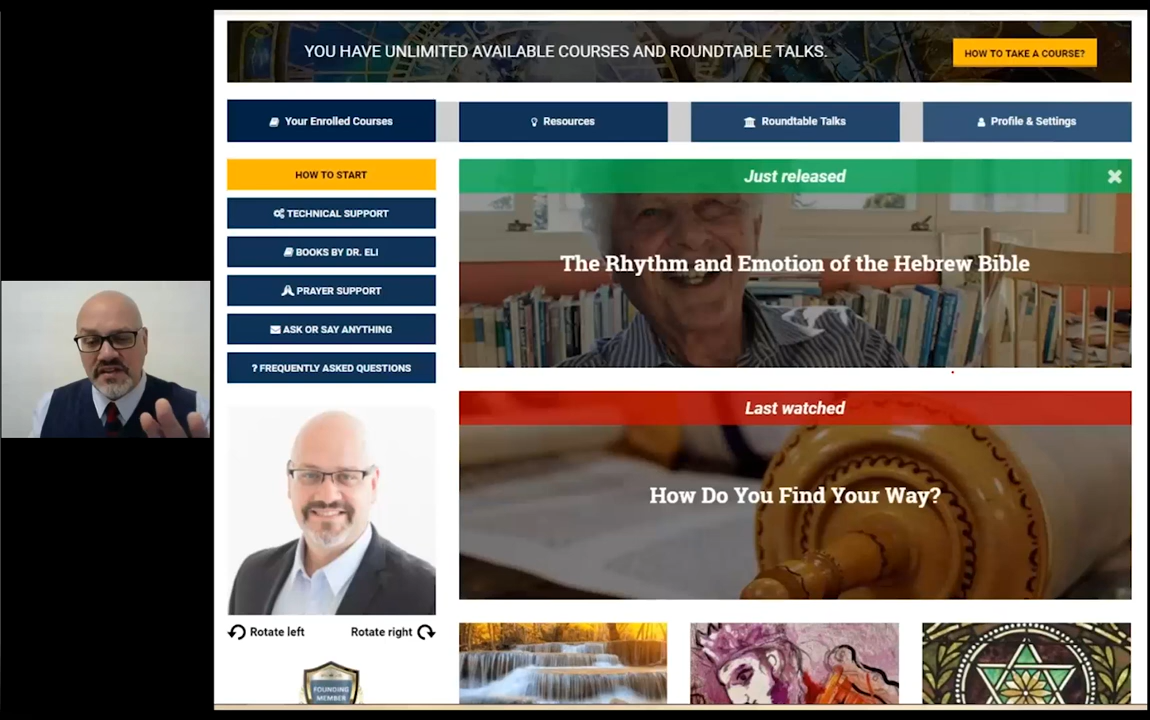 YOU HAVE UNLIMITED AVAILABLE COURSES AND ROUNDTABLE TALKS.
HOW TO TAKE A COURSE?
Your Enrolled Courses
Resources
Roundtable Talks
Profile & Settings
HOW TO START
TECHNICAL SUPPORT
BOOKS BY DR. ELI
PRAYER SUPPORT
ASK OR SAY ANYTHING
? FREQUENTLY ASKED QUESTIONS
Just released
The Rhythm and Emotion of the Hebrew Bible
Last watched
How Do You Find Your Way?
Rotate left
Rotate right
FOUNDING
MEMBER